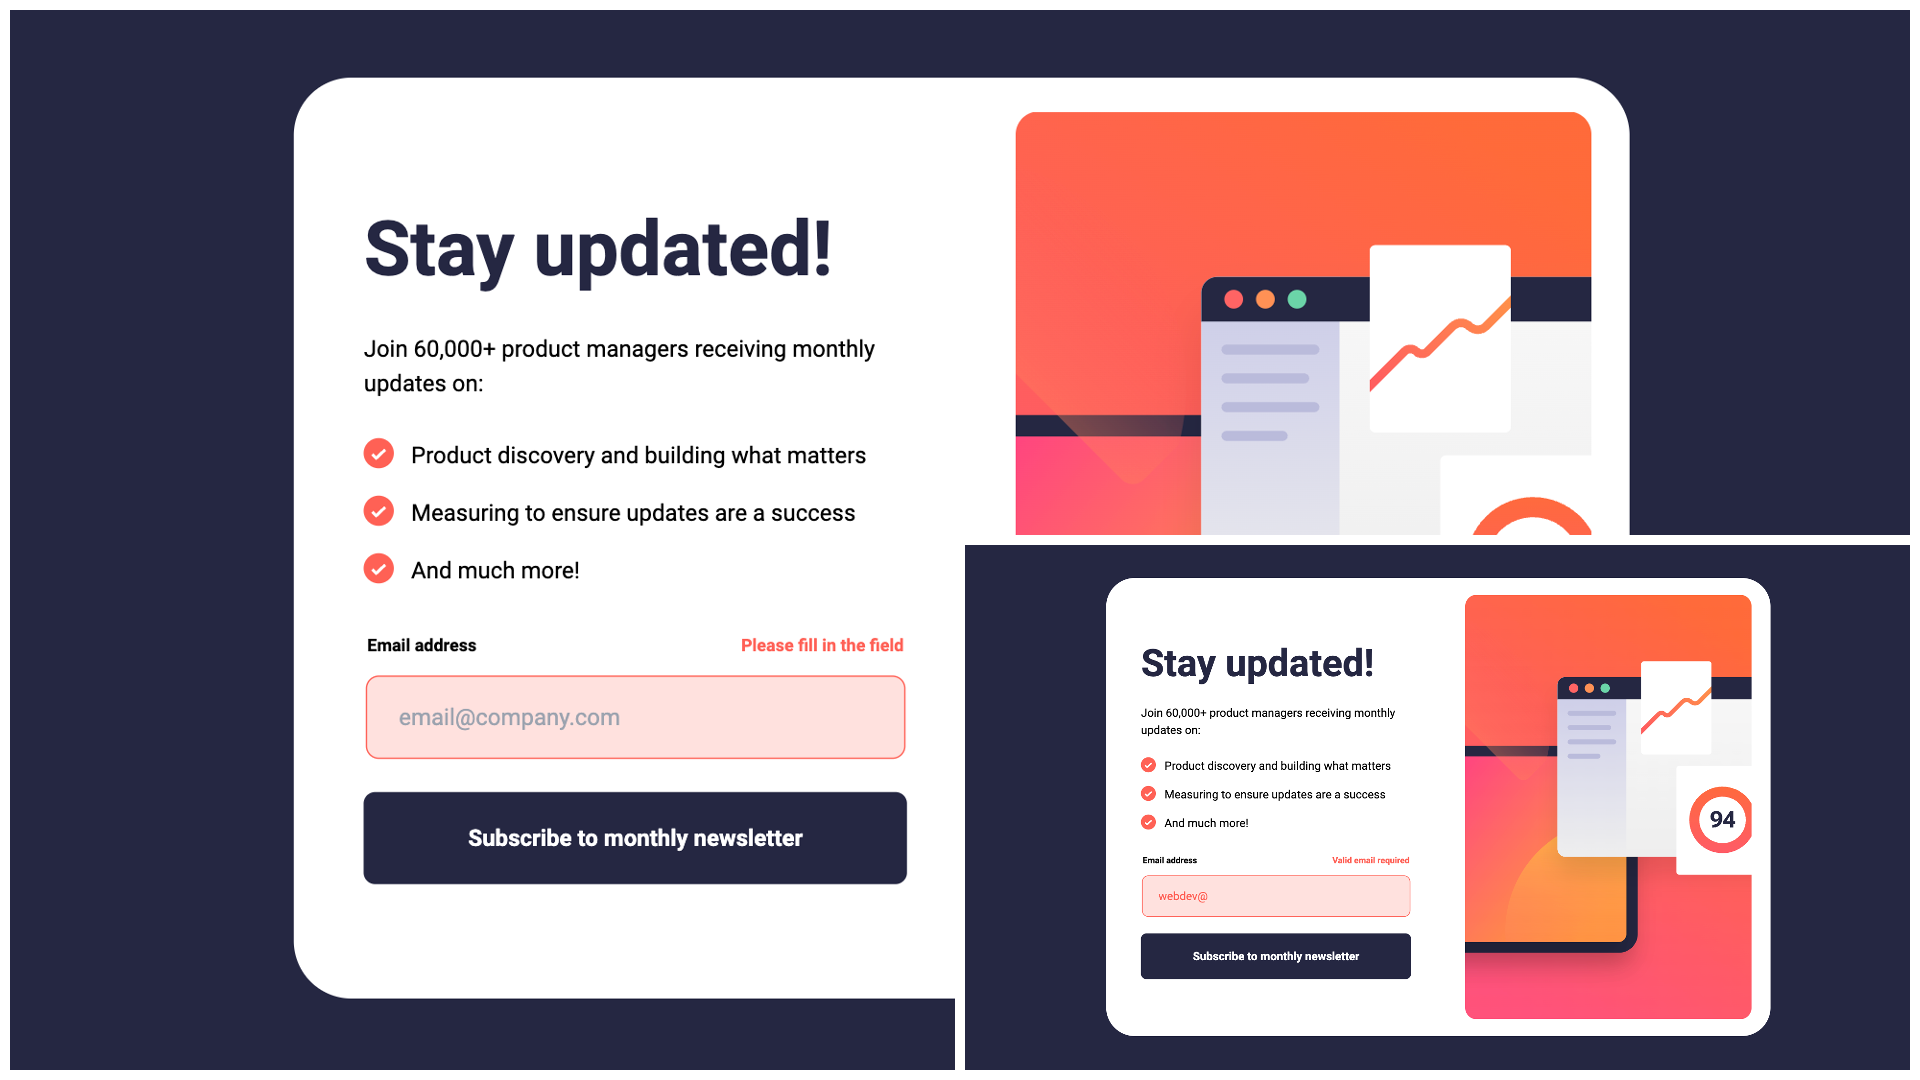 Stay updated!
Join 60,000+ product managers receiving monthly
updates on:
Product discovery and building what matters
Measuring to ensure updates are a success
And much more!
Email address
Please fill in the field
email@company.com
Subscribe to monthly newsletter
Stay updated!
Join 60,000+ product managers receiving monthly
updates on:
Product discovery and building what matters
Measuring to ensure updates are a success
And much more!
Email address
Valid email required
webdev@
Subscribe to monthly newsletter
94